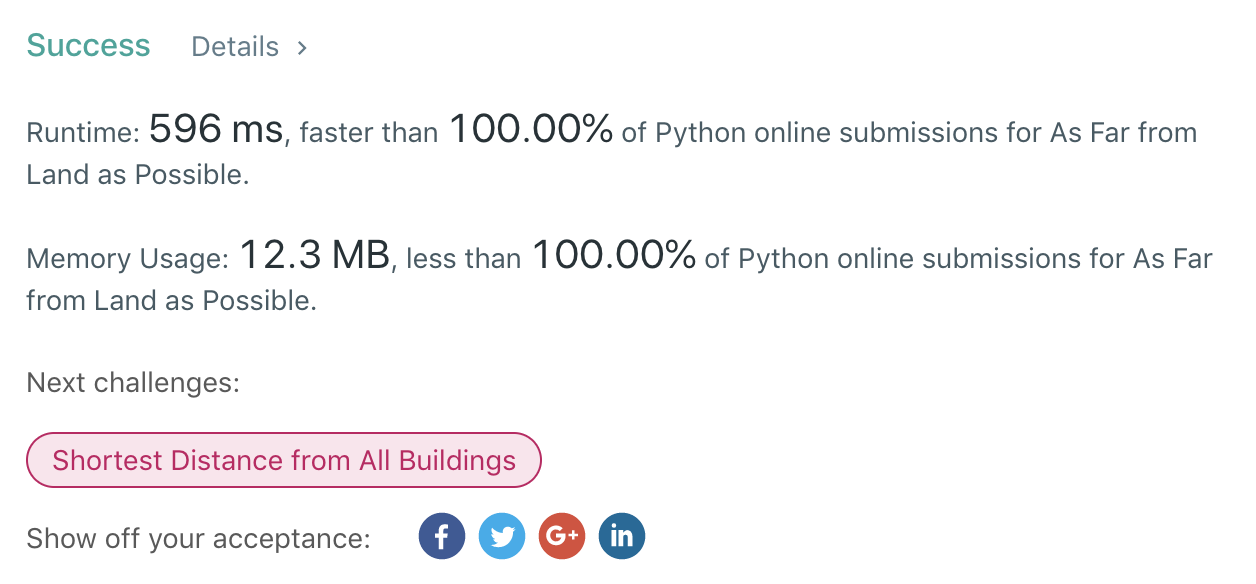 Success Details >
Runtime: 596 ms, faster than 100.00% of Python online submissions for As Far from
Land as Possible.
Memory Usage: 12.3 MB, less than 100.00% of Python online submissions for As Far
from Land as Possible.
Next challenges:
Shortest Distance from All Buildings
Show off your acceptance: f G+ in